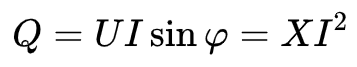 Q = UI sin φ = XI²